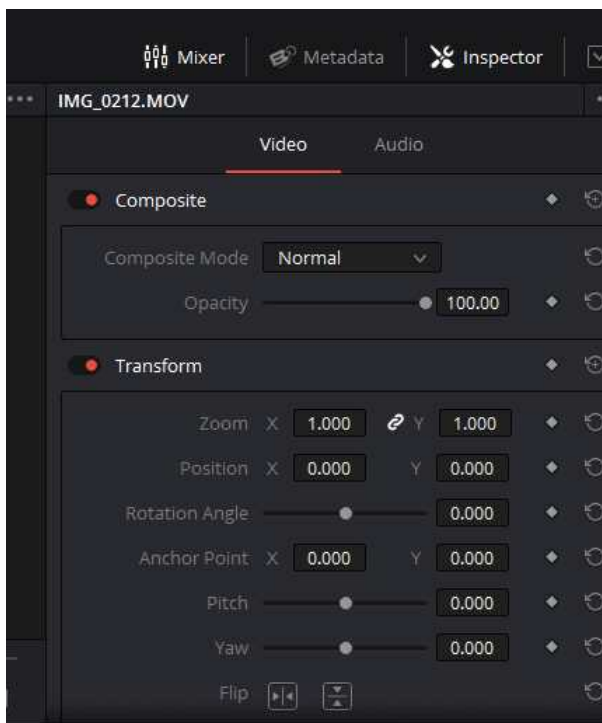 Mixer Metadata Inspector
IMG_0212.MOV
Video Audio
Composite
Composite Mode Normal
Opacity 100.00
Transform
Zoom X 1.000 Y 1.000
Position X 0.000 Y 0.000
Rotation Angle 0.000
Anchor Point X 0.000 Y 0.000
Pitch 0.000
Yaw 0.000
Flip